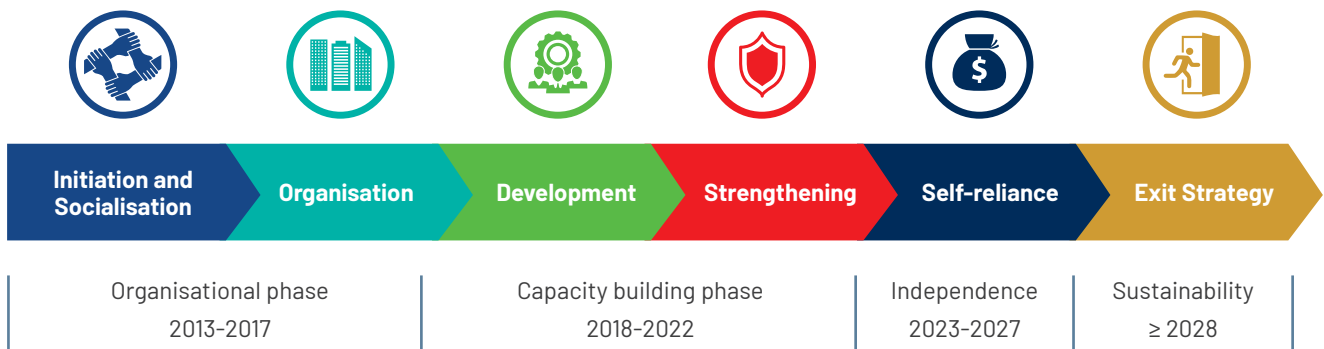 $
Initiation and
Socialisation
Organisation
Development
Strengthening
Self-reliance
Exit Strategy
Organisational phase
2013-2017
Capacity building phase
2018-2022
Independence
2023-2027
Sustainability
≥ 2028